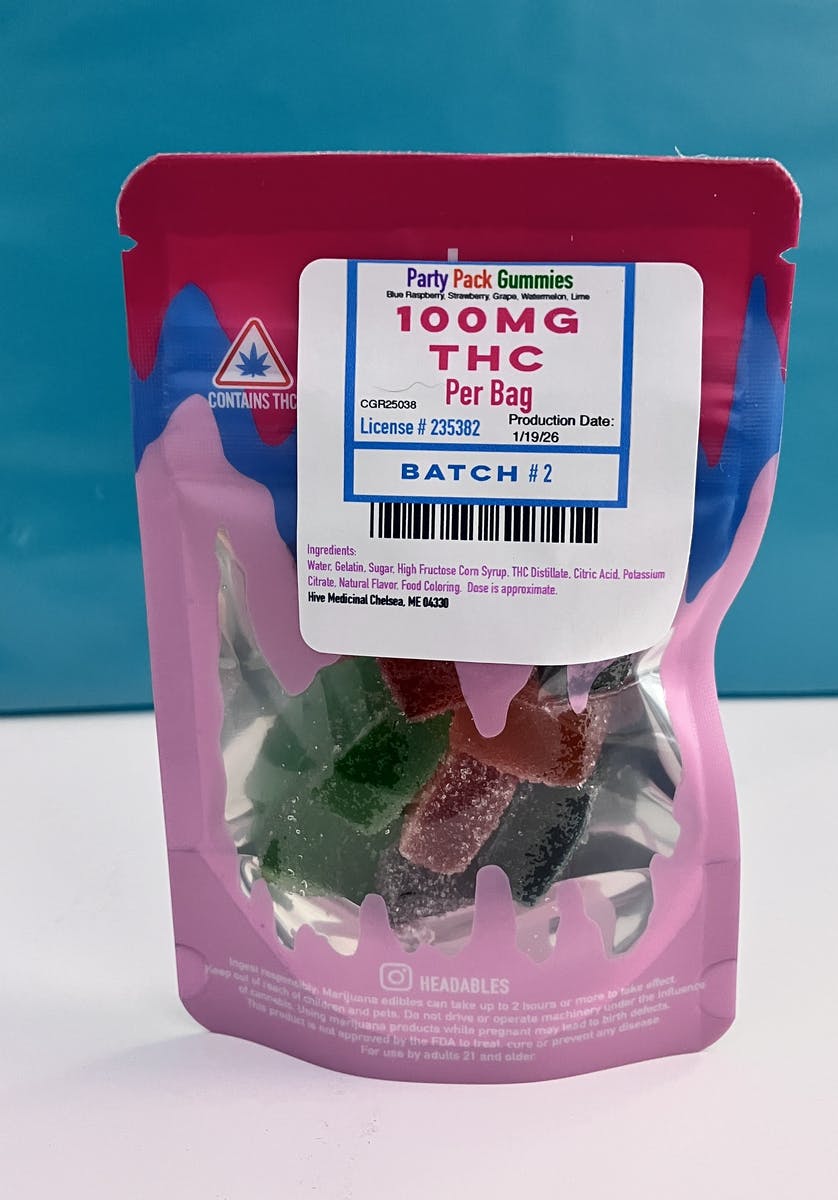 Party Pack Gummies
Blue Raspberry, Strawberry, Grape, Watermelon, Lime
100MG
THC
Per Bag
CONTAINS THC
CGR25038
License # 235382
Production Date:
1/19/26
BATCH #2
Ingredients:
Water, Gelatin, Sugar, High Fructose Corn Syrup, THC Distillate, Citric Acid, Potassium
Citrate, Natural Flavor, Food Coloring. Dose is approximate.
Hive Medicinal Chelsea, ME 04330
HEADABLES
Ingest responsibly. Marijuana edibles can take up to 2 hours or more to take effect.
Keep out of reach of children and pets. Do not drive or operate machinery under the influence
of cannabis. Using marijuana products while pregnant may lead to birth defects.
This product is not approved by the FDA to treat, cure or prevent any disease.
For use by adults 21 and older